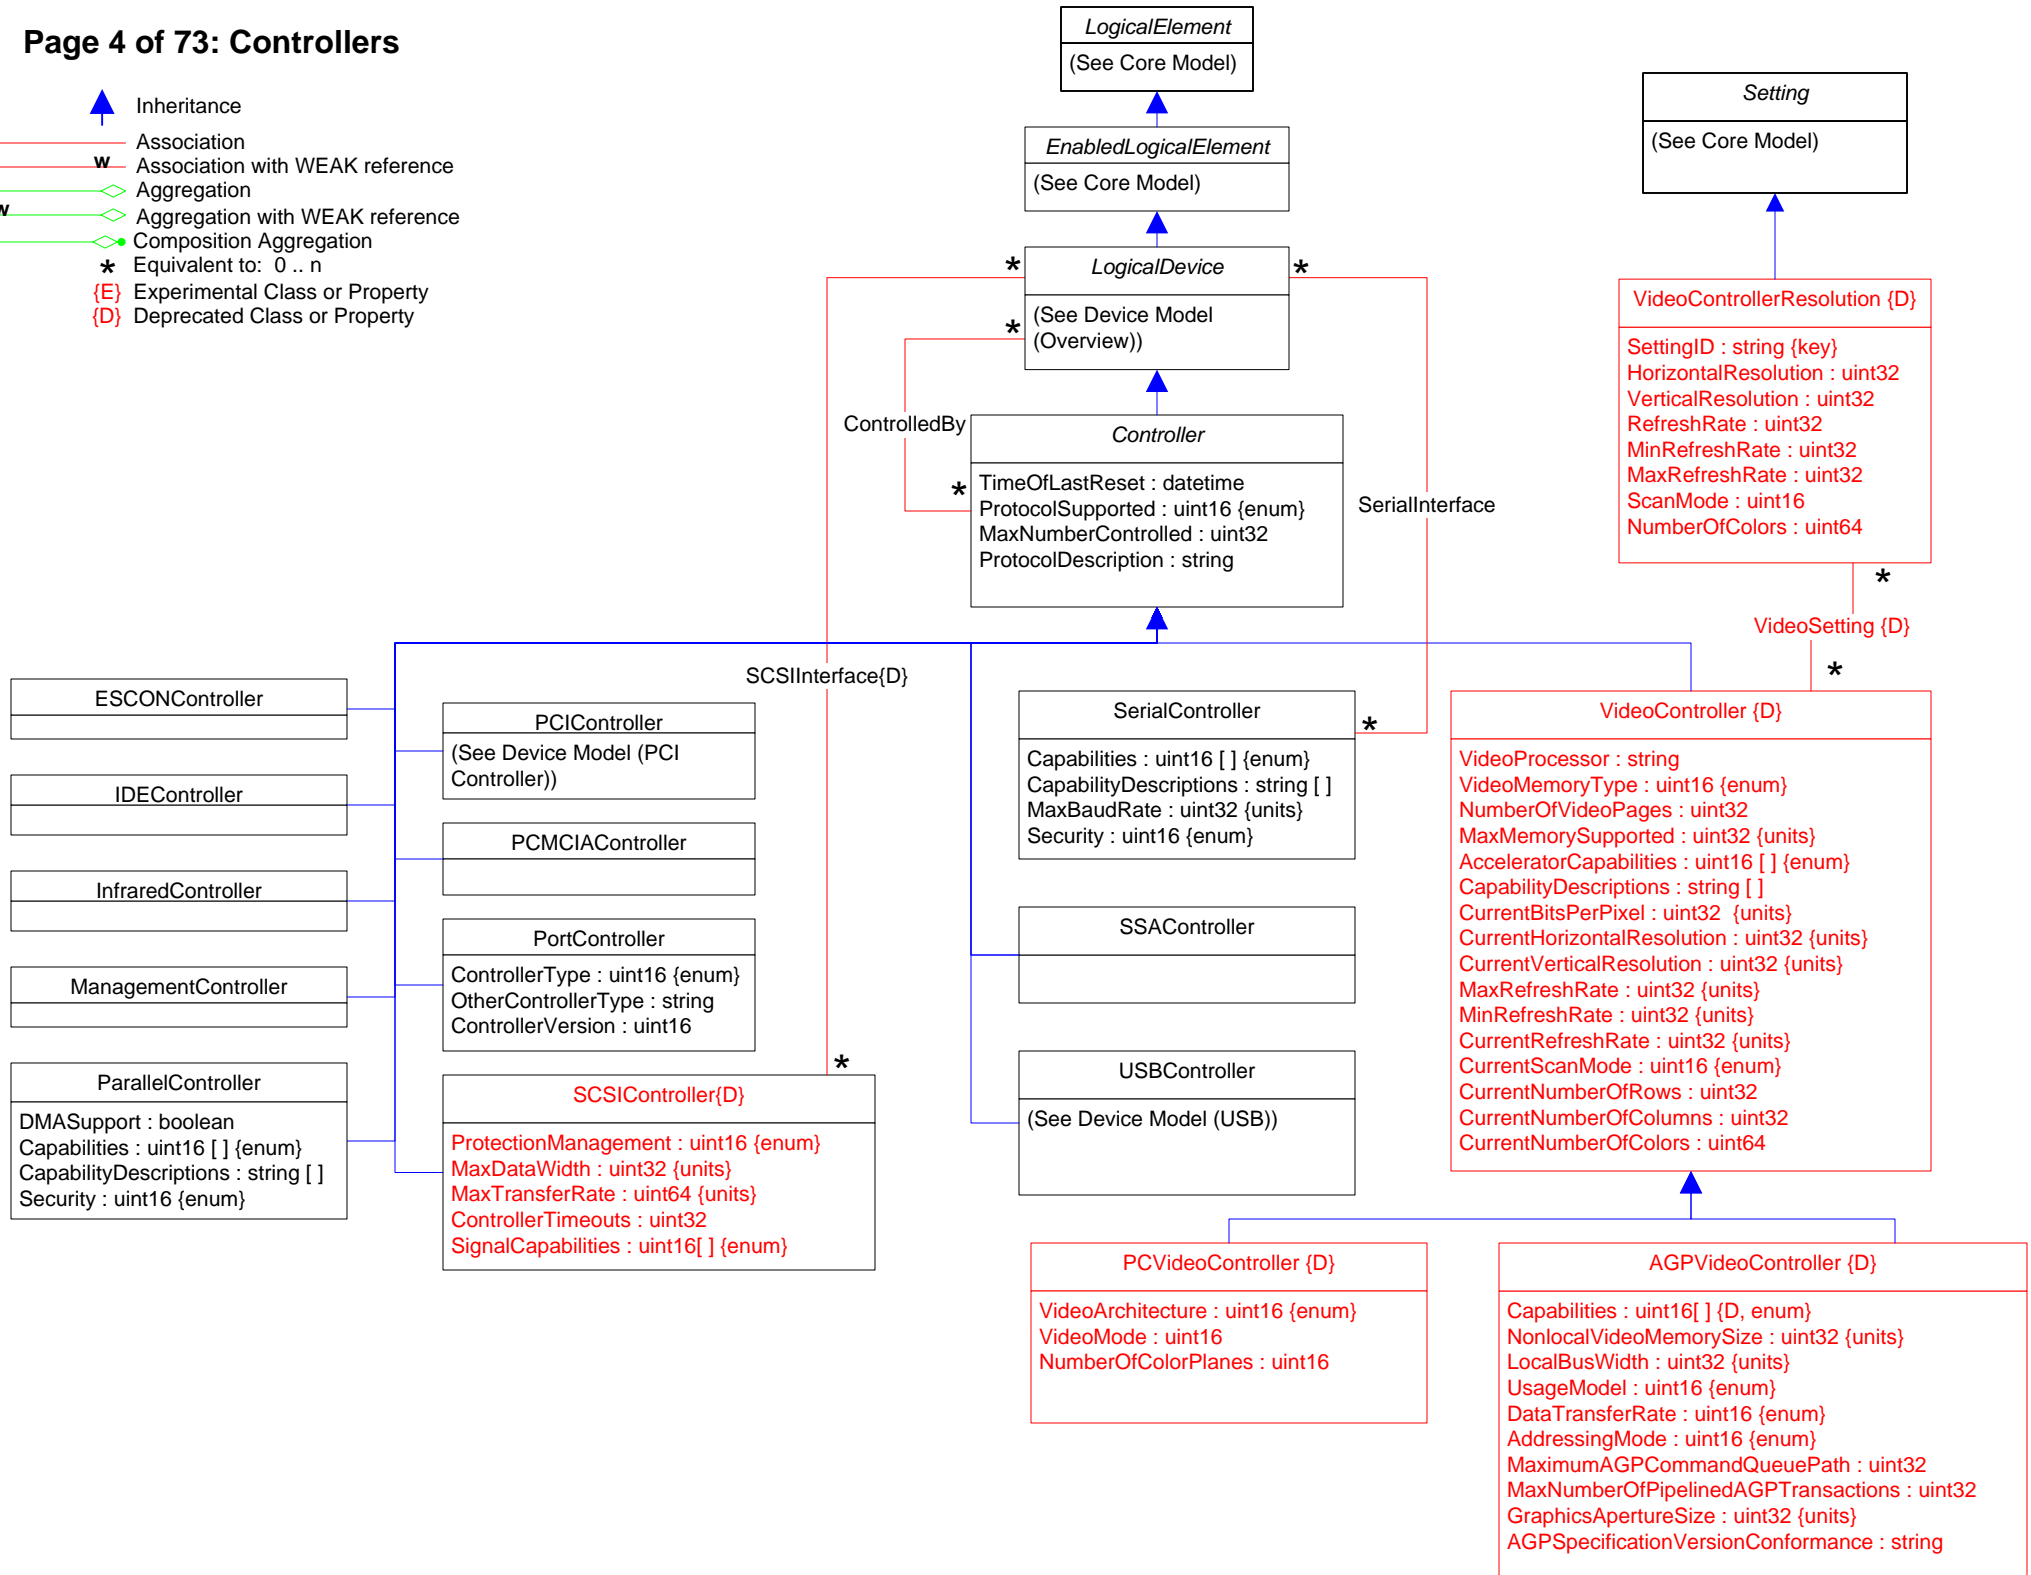 Page 4 of 73: Controllers
Inheritance
Association
w
Association with WEAK reference
Aggregation
w
Aggregation with WEAK reference
Composition Aggregation
* Equivalent to: 0 .. n
{E} Experimental Class or Property
{D} Deprecated Class or Property
LogicalElement
(See Core Model)
EnabledLogicalElement
(See Core Model)
*
*
LogicalDevice
(See Device Model
(Overview))
*
ControlledBy
*
Controller
TimeOfLastReset : datetime
ProtocolSupported : uint16 {enum}
MaxNumberControlled : uint32
ProtocolDescription : string
SerialInterface
Setting
(See Core Model)
VideoControllerResolution {D}
SettingID : string {key}
HorizontalResolution : uint32
VerticalResolution : uint32
RefreshRate : uint32
MinRefreshRate : uint32
MaxRefreshRate : uint32
ScanMode : uint16
NumberOfColors : uint64
*
VideoSetting {D}
*
SCSIInterface{D}
*
ESCONController
IDEController
InfraredController
ManagementController
ParallelController
DMASupport : boolean
Capabilities : uint16 [ ] {enum}
CapabilityDescriptions : string [ ]
Security : uint16 {enum}
PCIController
(See Device Model (PCI
Controller))
PCMCIAController
PortController
ControllerType : uint16 {enum}
OtherControllerType : string
ControllerVersion : uint16
SCSIController{D}
ProtectionManagement : uint16 {enum}
MaxDataWidth : uint32 {units}
MaxTransferRate : uint64 {units}
ControllerTimeouts : uint32
SignalCapabilities : uint16[ ] {enum}
SerialController
*
Capabilities : uint16 [ ] {enum}
CapabilityDescriptions : string [ ]
MaxBaudRate : uint32 {units}
Security : uint16 {enum}
SSAController
USBController
(See Device Model (USB))
VideoController {D}
VideoProcessor : string
VideoMemoryType : uint16 {enum}
NumberOfVideoPages : uint32
MaxMemorySupported : uint32 {units}
AcceleratorCapabilities : uint16 [ ] {enum}
CapabilityDescriptions : string [ ]
CurrentBitsPerPixel : uint32 {units}
CurrentHorizontalResolution : uint32 {units}
CurrentVerticalResolution : uint32 {units}
MaxRefreshRate : uint32 {units}
MinRefreshRate : uint32 {units}
CurrentRefreshRate : uint32 {units}
CurrentScanMode : uint16 {enum}
CurrentNumberOfRows : uint32
CurrentNumberOfColumns : uint32
CurrentNumberOfColors : uint64
PCVideoController {D}
VideoArchitecture : uint16 {enum}
VideoMode : uint16
NumberOfColorPlanes : uint16
AGPVideoController {D}
Capabilities : uint16[ ] {D, enum}
NonlocalVideoMemorySize : uint32 {units}
LocalBusWidth : uint32 {units}
UsageModel : uint16 {enum}
DataTransferRate : uint16 {enum}
AddressingMode : uint16 {enum}
MaximumAGPCommandQueuePath : uint32
MaxNumberOfPipelinedAGPTransactions : uint32
GraphicsApertureSize : uint32 {units}
AGPSpecificationVersionConformance : string